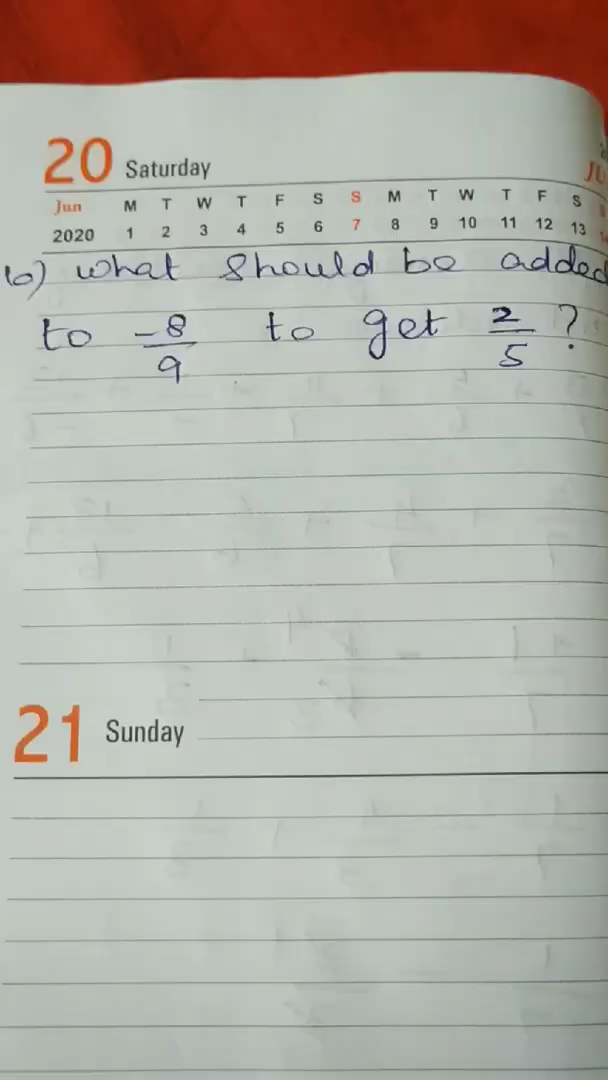 20 Saturday
JU
Jun M T W T F S S M T W T F S
2020 1 2 3 4 5 6 7 8 9 10 11 12 13
6) what should be added
to -8/9 to get 2/5 ?
21 Sunday